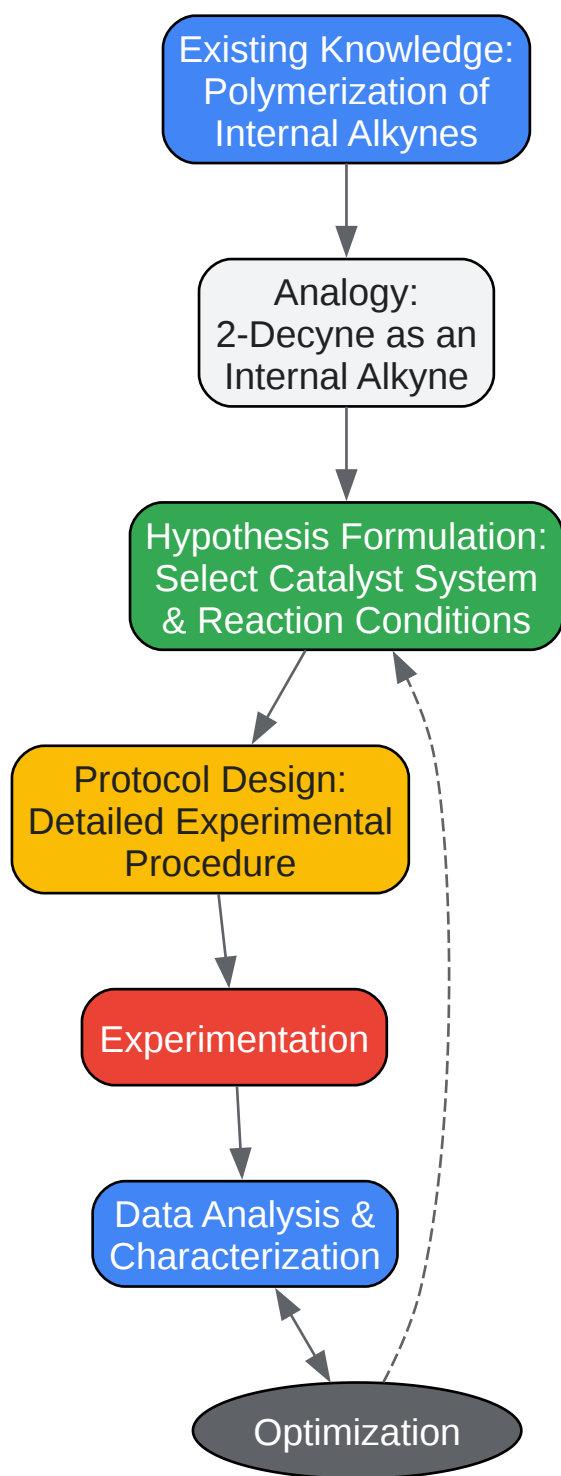 Existing Knowledge:
Polymerization of
Internal Alkynes
Analogy:
2-Decyne as an
Internal Alkyne
Hypothesis Formulation:
Select Catalyst System
& Reaction Conditions
Protocol Design:
Detailed Experimental
Procedure
Experimentation
Data Analysis &
Characterization
Optimization